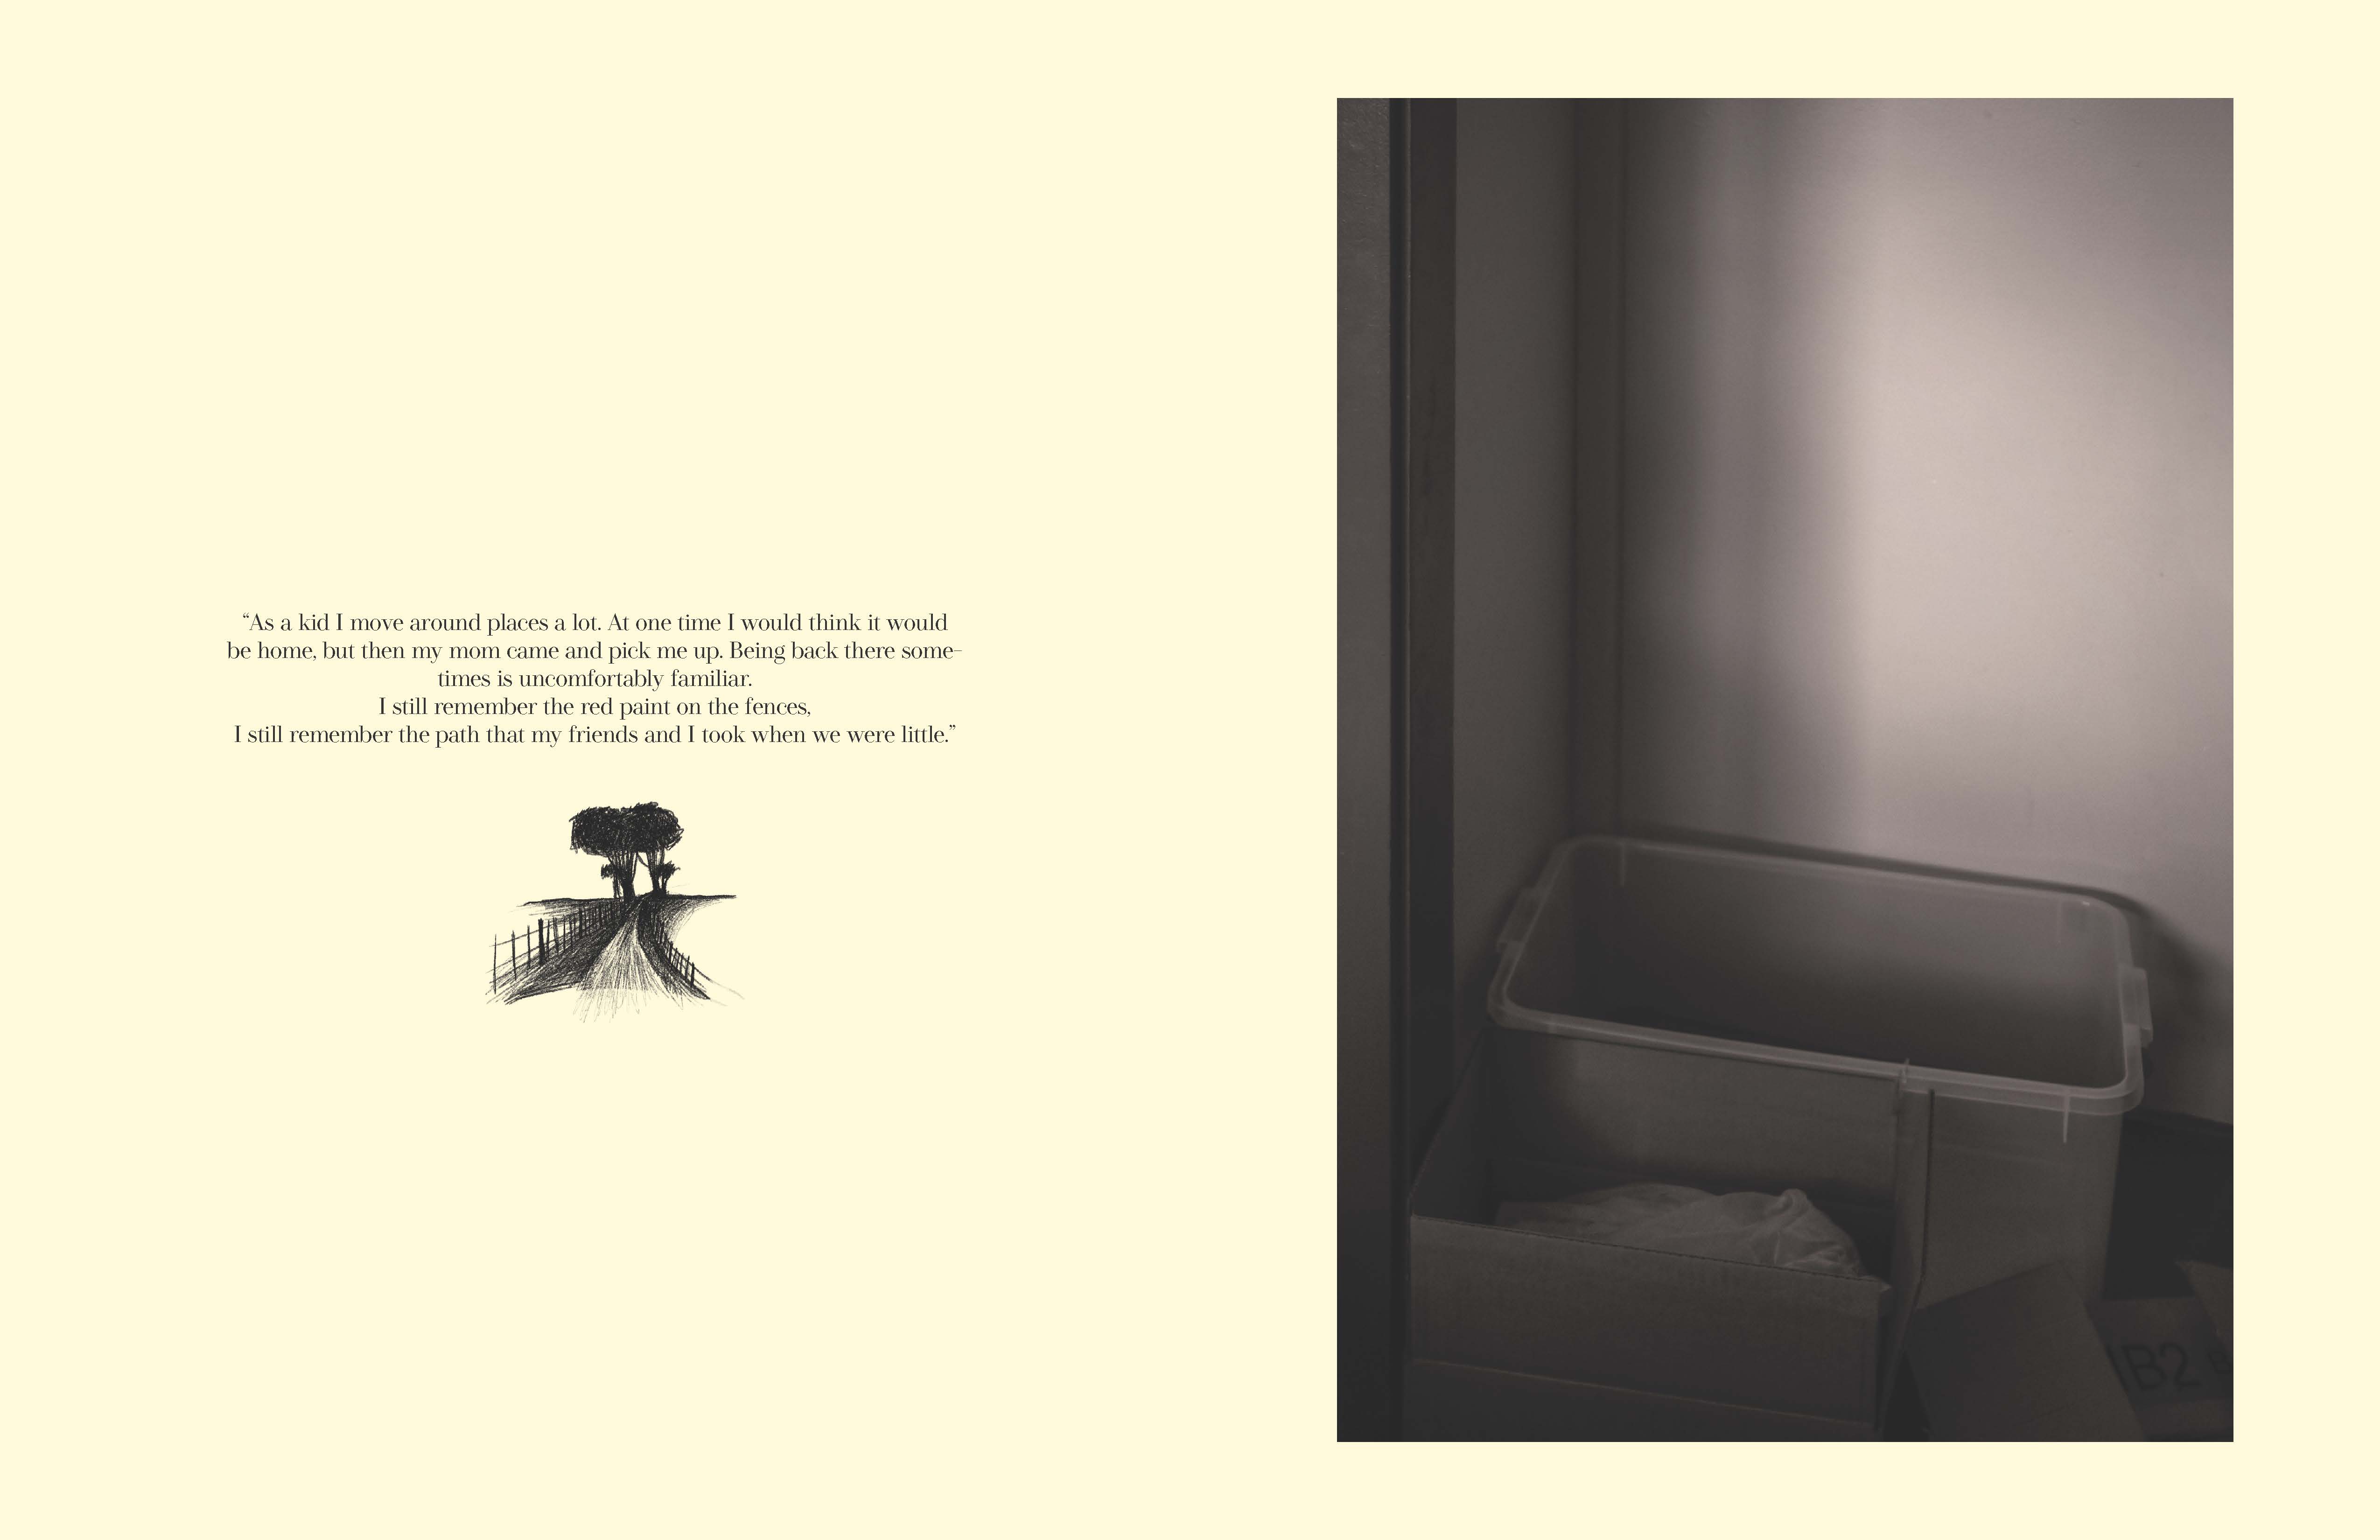 “As a kid I move around places a lot. At one time I would think it would
be home, but then my mom came and pick me up. Being back there some-
times is uncomfortably familiar.
I still remember the red paint on the fences,
I still remember the path that my friends and I took when we were little.”
B2